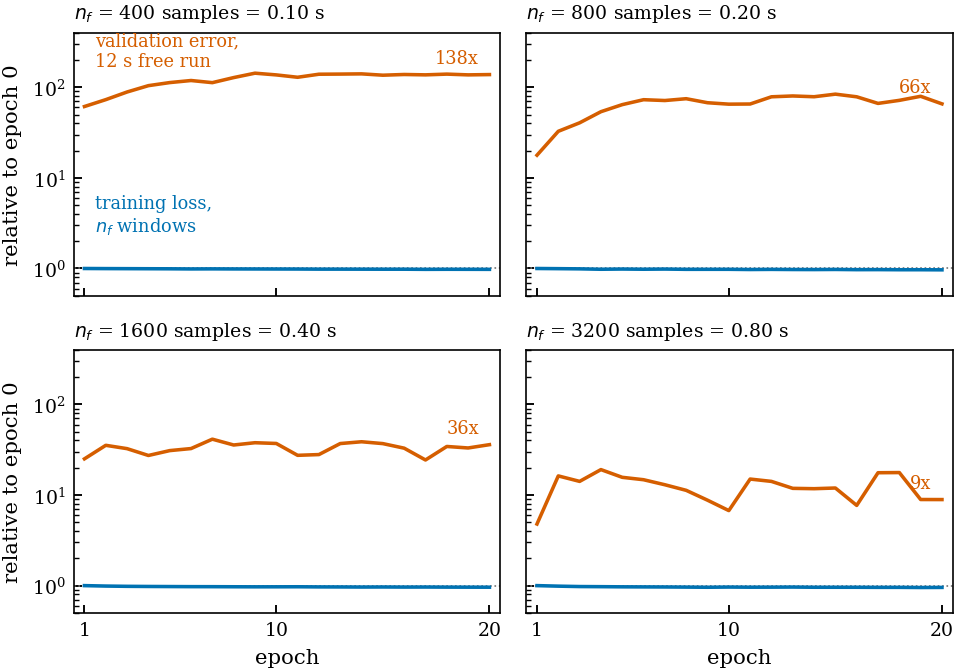 n_f = 400 samples = 0.10 s
n_f = 800 samples = 0.20 s
validation error,
12 s free run
138x
66x
training loss,
n_f windows
relative to epoch 0
10^2
10^1
10^0
n_f = 1600 samples = 0.40 s
n_f = 3200 samples = 0.80 s
36x
9x
relative to epoch 0
10^2
10^1
10^0
1
10
20
1
10
20
epoch
epoch